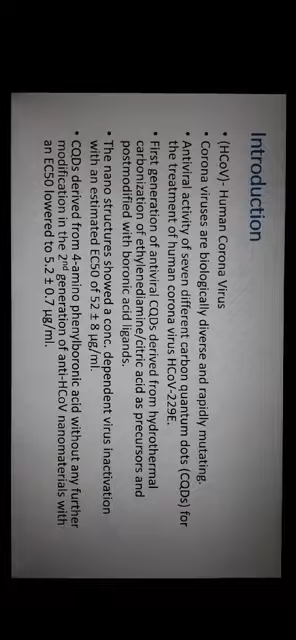 Introduction
• (HCoV)- Human Corona Virus
• Corona viruses are biologically diverse and rapidly mutating.
• Antiviral activity of seven different carbon quantum dots (CQDs) for
the treatment of human corona virus HCoV-229E.
• First generation of antiviral CQDs derived from hydrothermal
carbonization of ethylenediamine/citric acid as precursors and
postmodified with boronic acid ligands.
• The nano structures showed a conc. dependent virus inactivation
with an estimated EC50 of 52 ± 8 μg/ml.
• CQDs derived from 4-amino phenylboronic acid without any further
modification in the 2nd generation of anti-HCoV nanomaterials with
an EC50 lowered to 5.2 ± 0.7 μg/ml.